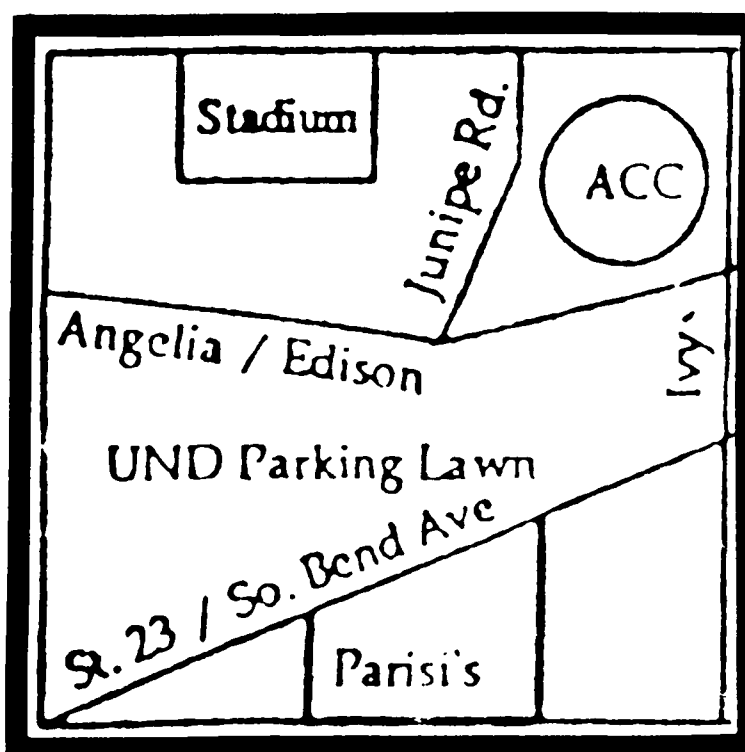 Stadium
Junipe Rd.
ACC
Angelia / Edison
Ivy
UND Parking Lawn
St. 23 / So. Bend Ave
Parisi's